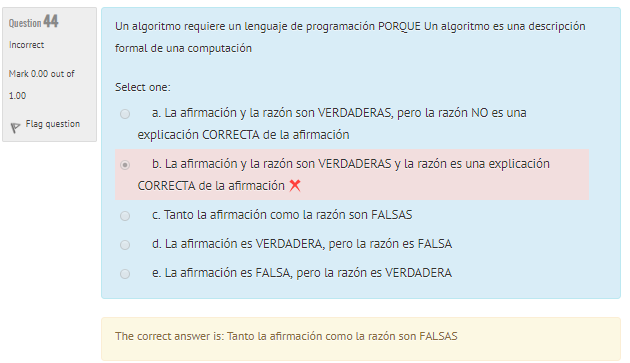 Question 44
Incorrect
Mark 0.00 out of
1.00
Flag question
Un algoritmo requiere un lenguaje de programación PORQUE Un algoritmo es una descripción
formal de una computación
Select one:
a. La afirmación y la razón son VERDADERAS, pero la razón NO es una
explicación CORRECTA de la afirmación
b. La afirmación y la razón son VERDADERAS y la razón es una explicación
CORRECTA de la afirmación
c. Tanto la afirmación como la razón son FALSAS
d. La afirmación es VERDADERA, pero la razón es FALSA
e. La afirmación es FALSA, pero la razón es VERDADERA
The correct answer is: Tanto la afirmación como la razón son FALSAS